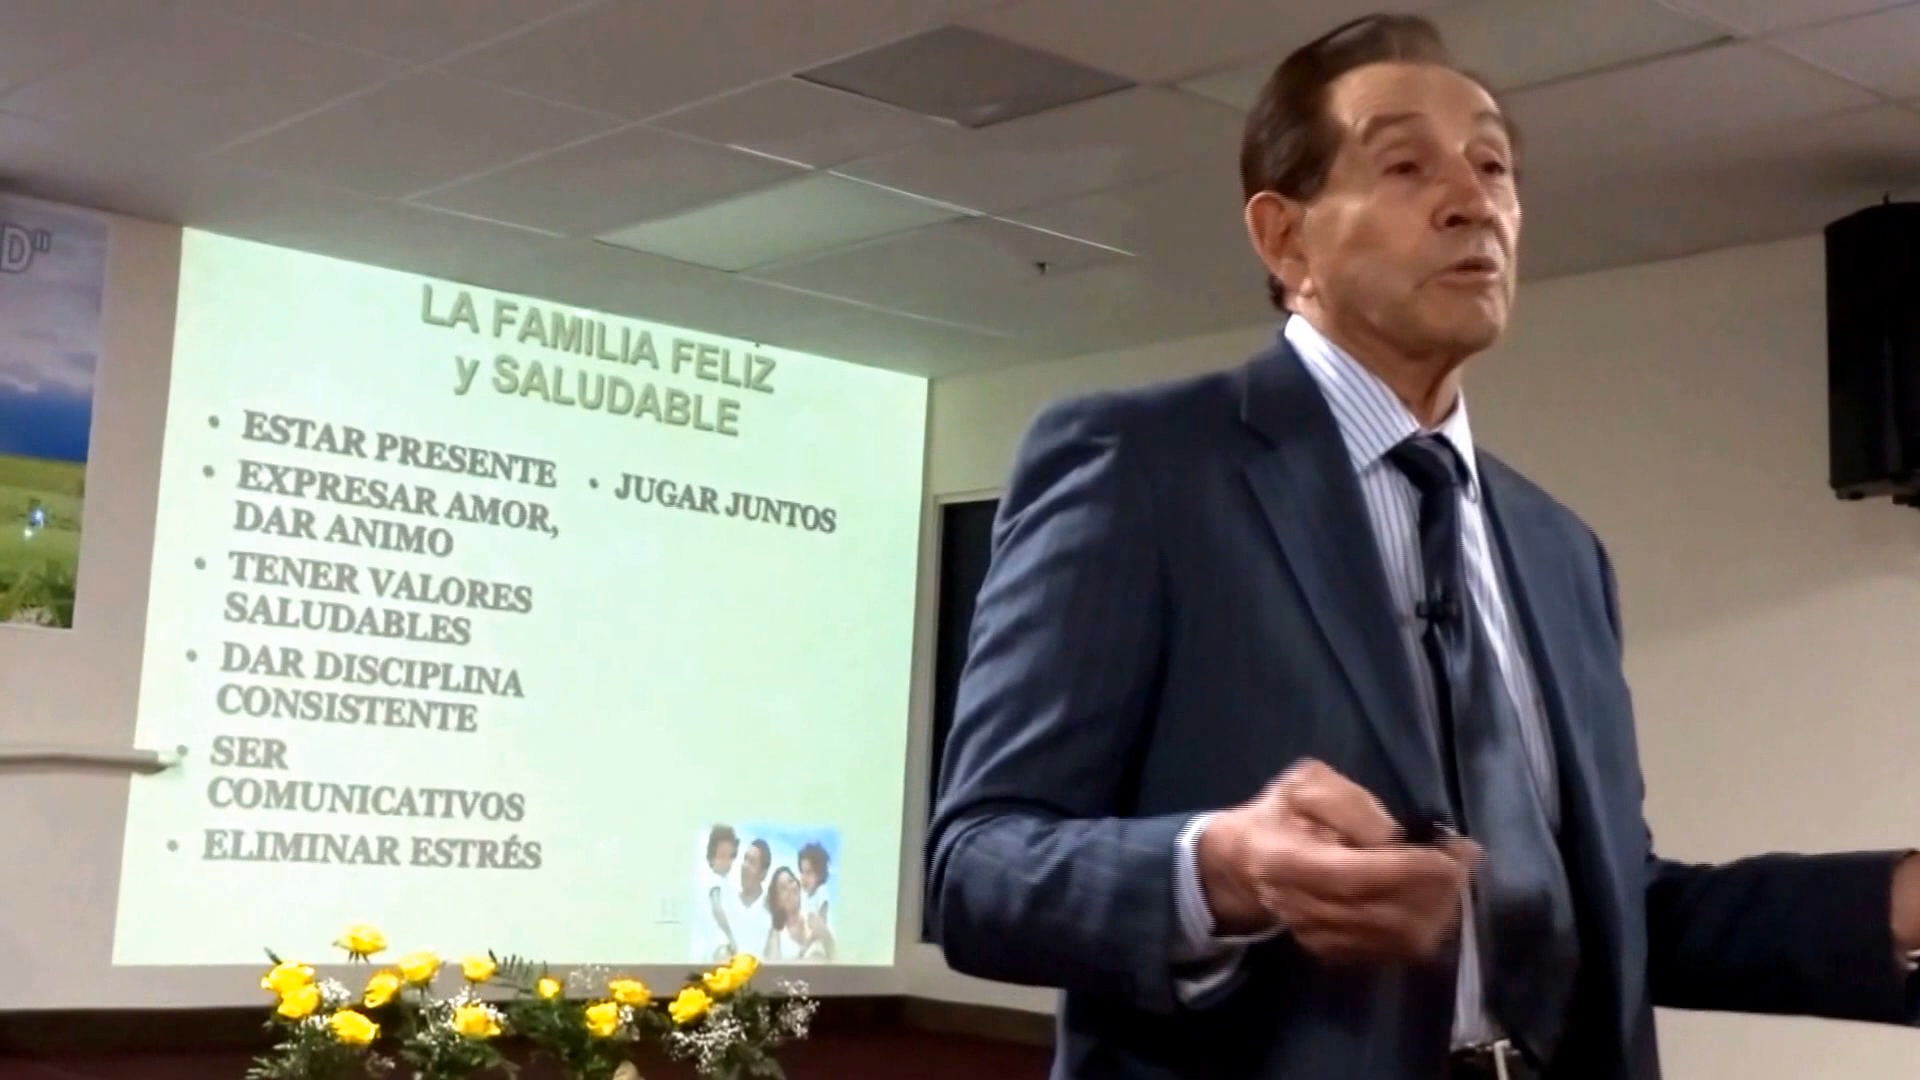 D"
LA FAMILIA FELIZ
y SALUDABLE
• ESTAR PRESENTE
• EXPRESAR AMOR,
DAR ANIMO
• TENER VALORES
SALUDABLES
• DAR DISCIPLINA
CONSISTENTE
• SER
COMUNICATIVOS
• ELIMINAR ESTRÉS
• JUGAR JUNTOS